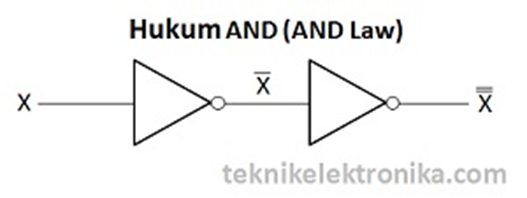 Hukum AND (AND Law)
X X̅ X̿
teknikelektronika.com